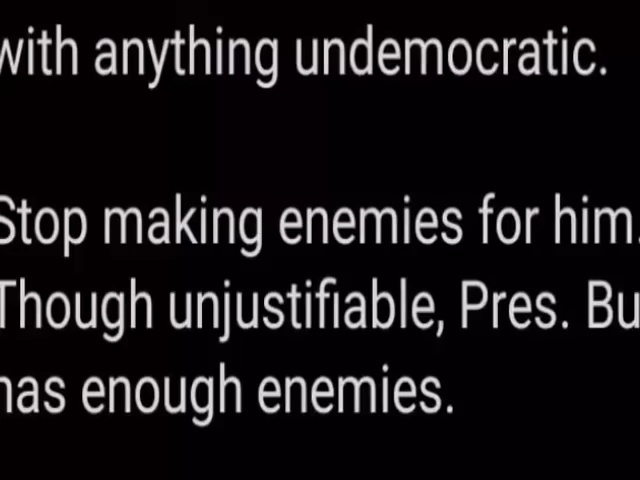 with anything undemocratic.
Stop making enemies for him.
Though unjustifiable, Pres. Bu
has enough enemies.